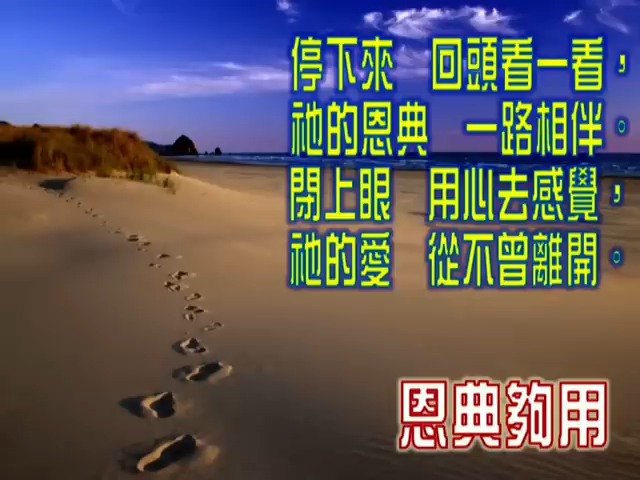 停下來　回頭看一看，
祂的恩典　一路相伴。
閉上眼　用心去感覺，
祂的愛　從不曾離開。
恩典夠用